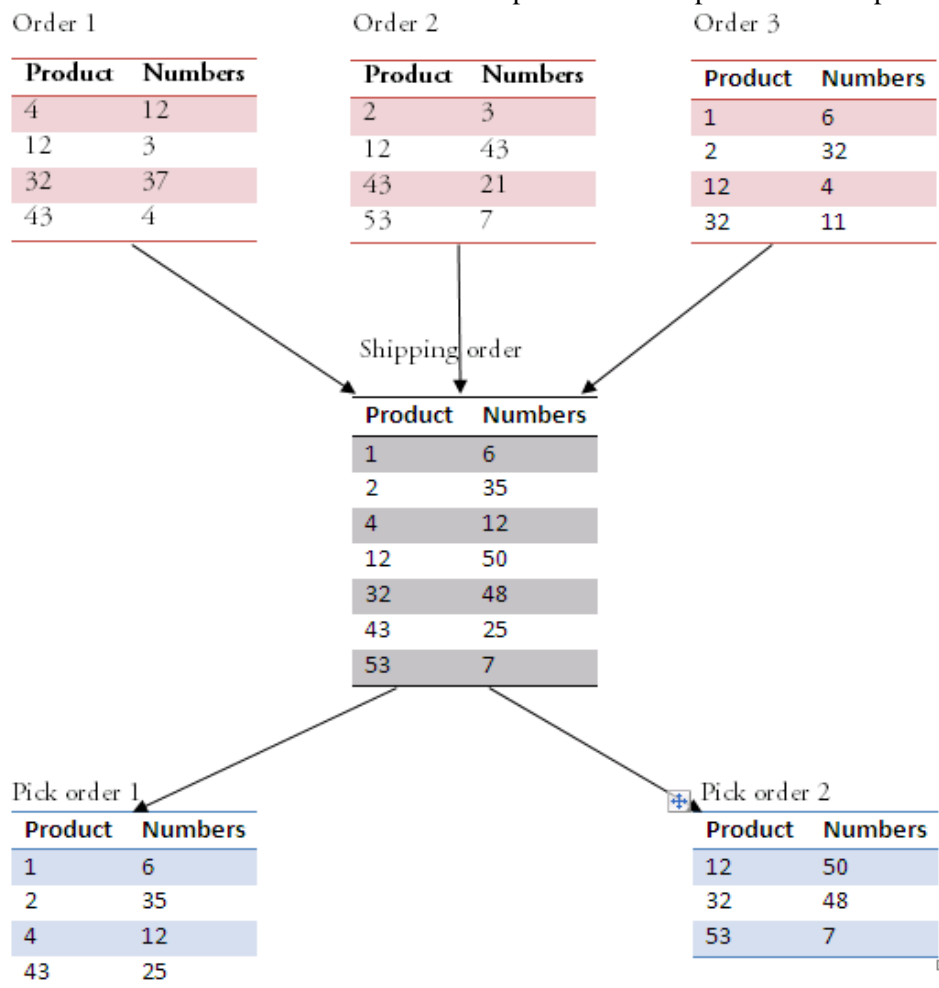 Order 1
Product Numbers
4 12
12 3
32 37
43 4
Order 2
Product Numbers
2 3
12 43
43 21
53 7
Order 3
Product Numbers
1 6
2 32
12 4
32 11
Shipping order
Product Numbers
1 6
2 35
4 12
12 50
32 48
43 25
53 7
Pick order 1
Product Numbers
1 6
2 35
4 12
43 25
Pick order 2
Product Numbers
12 50
32 48
53 7